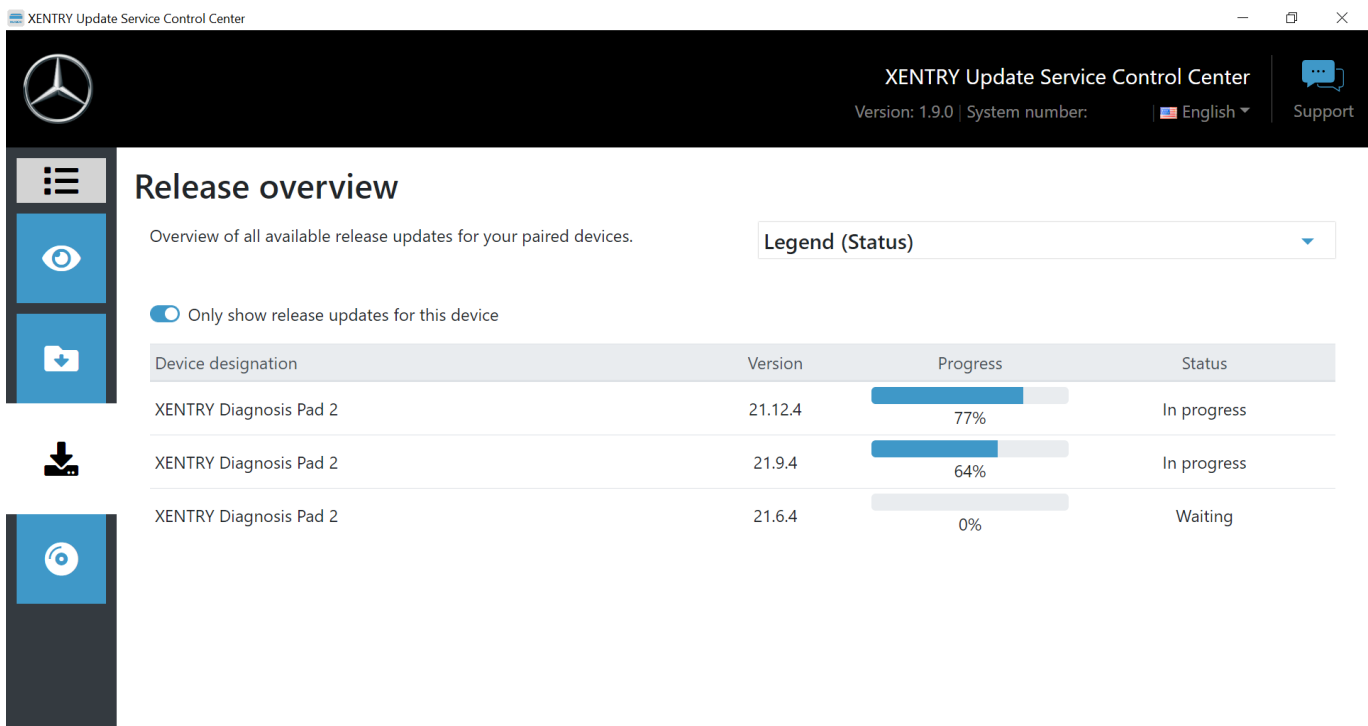 XENTRY Update Service Control Center
XENTRY Update Service Control Center
Version: 1.9.0 | System number: | English
Support
Release overview
Overview of all available release updates for your paired devices.
Legend (Status)
Only show release updates for this device
Device designation Version Progress Status
XENTRY Diagnosis Pad 2 21.12.4 77% In progress
XENTRY Diagnosis Pad 2 21.9.4 64% In progress
XENTRY Diagnosis Pad 2 21.6.4 0% Waiting